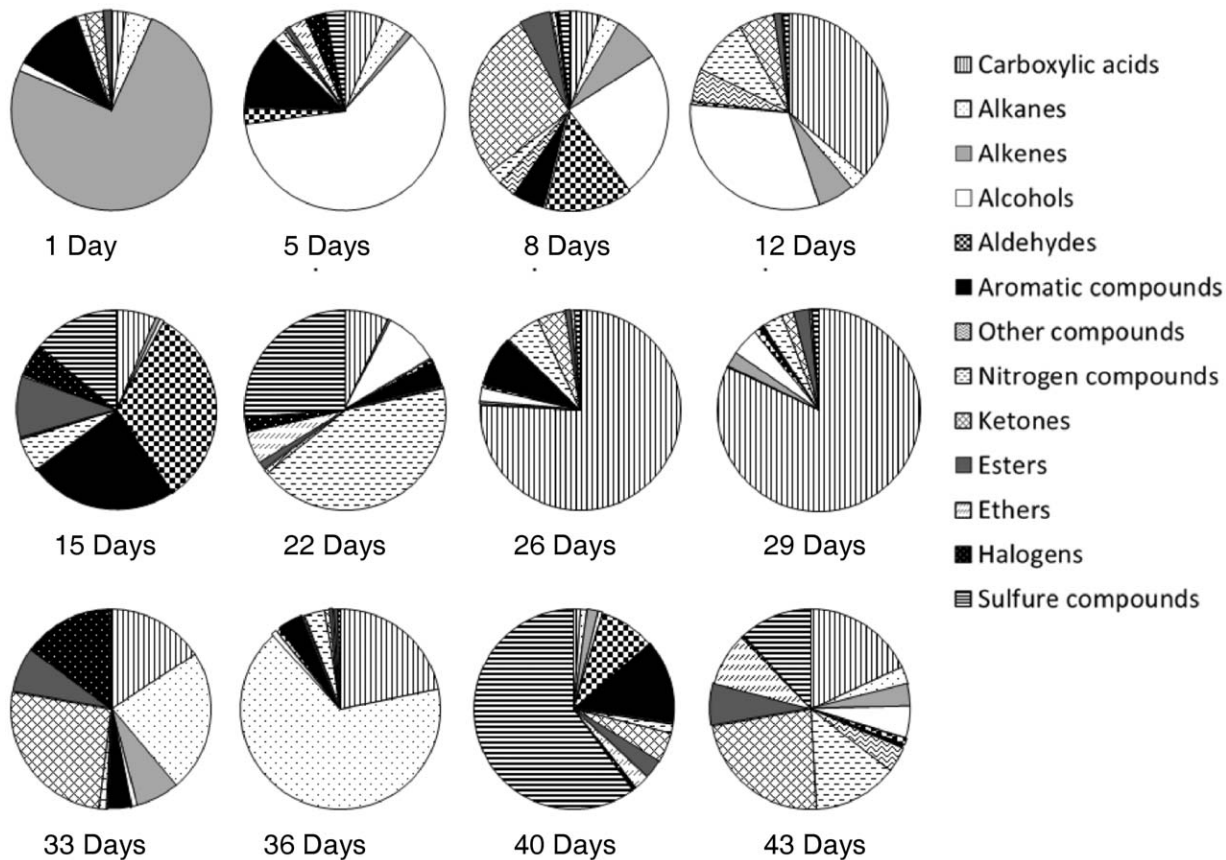 1 Day
5 Days
8 Days
12 Days
15 Days
22 Days
26 Days
29 Days
33 Days
36 Days
40 Days
43 Days
Carboxylic acids
Alkanes
Alkenes
Alcohols
Aldehydes
Aromatic compounds
Other compounds
Nitrogen compounds
Ketones
Esters
Ethers
Halogens
Sulfure compounds